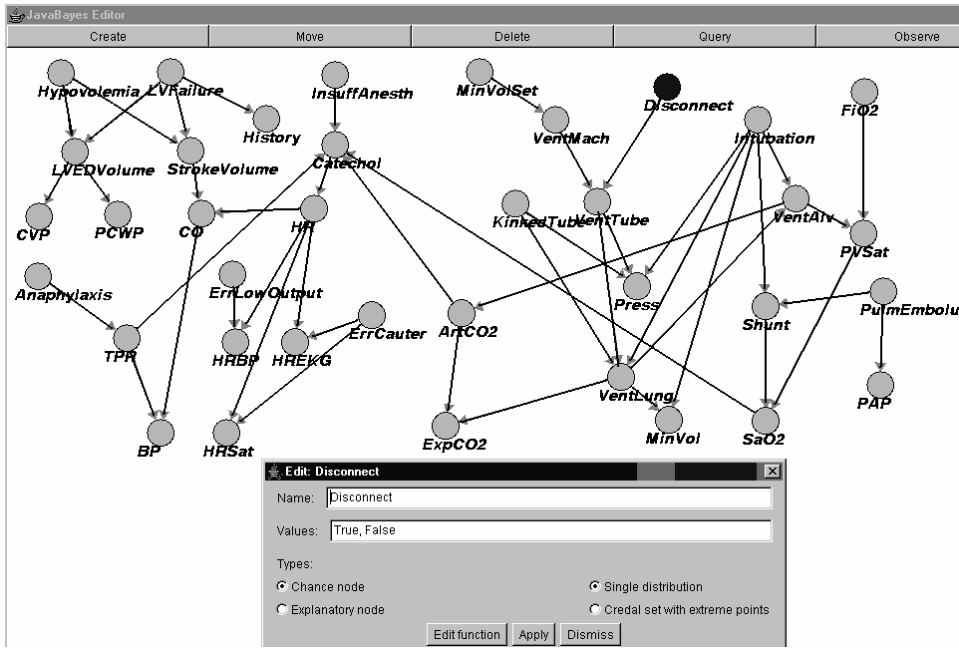 JavaBayes Editor
Create Move Delete Query Observe
Hypovolemia LVFailure InsuffAnesth MinVolSet Disconnect FiO2
History VentMach Intubation
LVEDVolume StrokeVolume Catechol
CVP PCWP CO HR KinkedTube VentTube VentAlv
PVSat
Anaphylaxis ErrLowOutput Press
ArtCO2 Shunt PulmEmbolu
TPR HRBP HREKG ErrCauter
VentLung PAP
BP HRSat ExpCO2 MinVol SaO2
Edit: Disconnect
Name: Disconnect
Values: True, False
Types:
Chance node Single distribution
Explanatory node Credal set with extreme points
Edit function Apply Dismiss